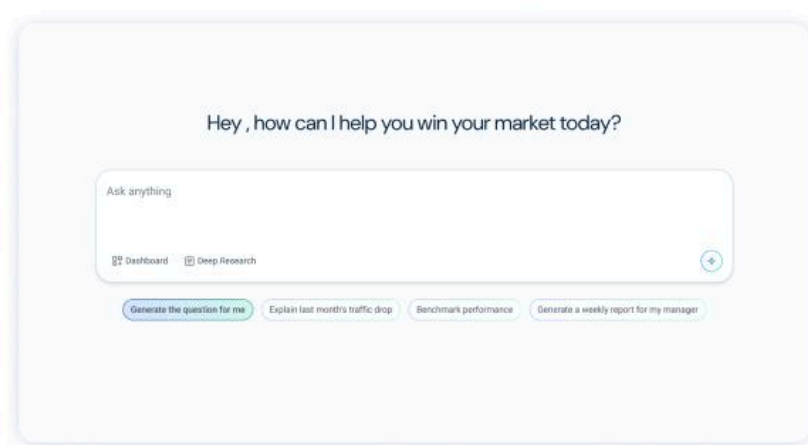 Hey , how can I help you win your market today?
Ask anything
Dashboard Deep Research
Generate the question for me Explain last month's traffic drop Benchmark performance Generate a weekly report for my manager